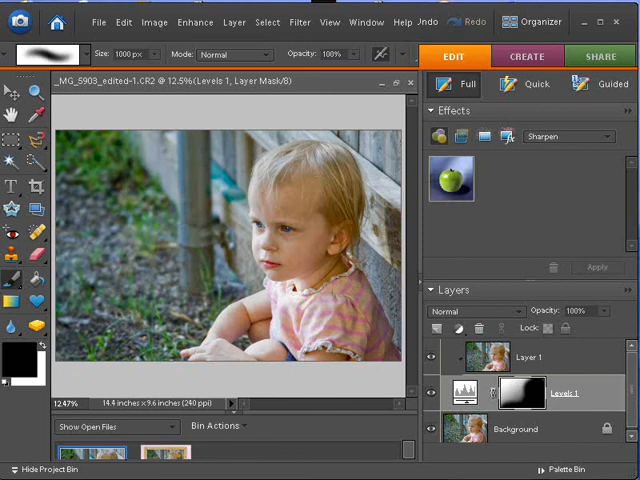 File Edit Image Enhance Layer Select Filter View Window Help Undo Redo Organizer
Size: 1000 px Mode: Normal Opacity: 100% EDIT CREATE SHARE
_MG_5903_edited-1.CR2 @ 12.5%(Levels 1, Layer Mask/8)
Full Quick Guided
Effects
Sharpen
Apply
Layers
Normal Opacity: 100%
Lock:
Layer 1
Levels 1
Background
12.47% 14.4 inches × 9.6 inches (240 ppi)
Show Open Files Bin Actions
Hide Project Bin Palette Bin